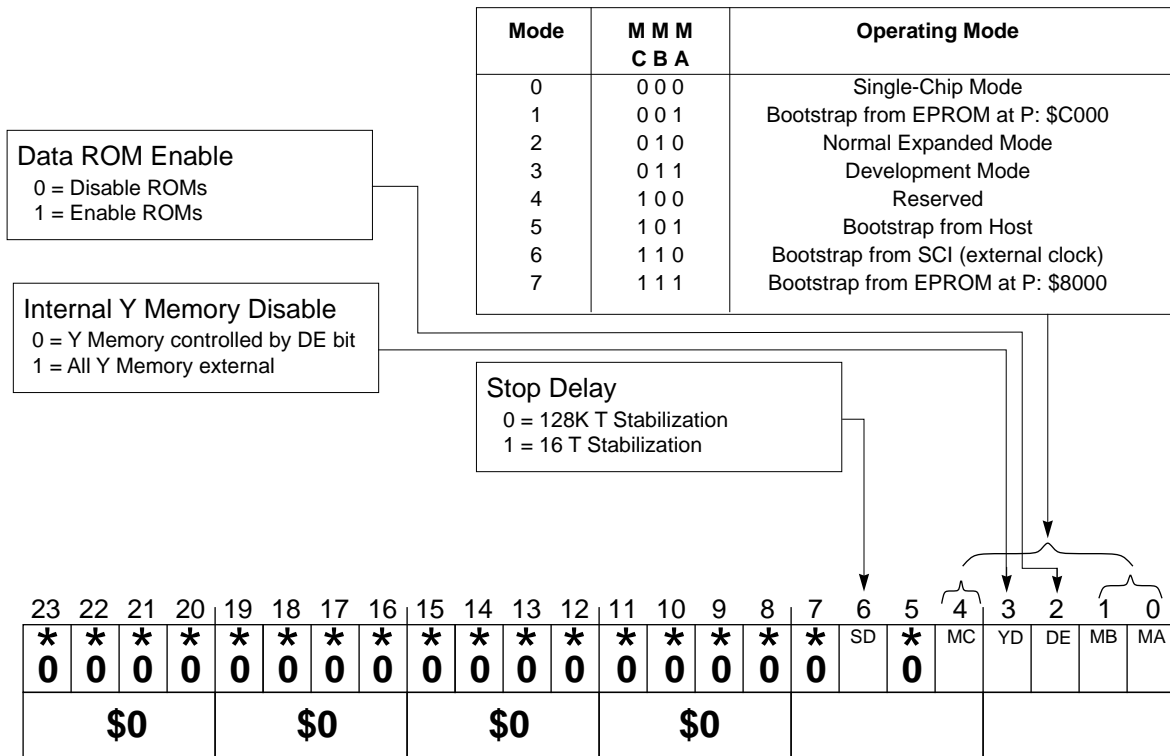 Mode M M M Operating Mode
C B A
0 0 0 0 Single-Chip Mode
1 0 0 1 Bootstrap from EPROM at P: $C000
2 0 1 0 Normal Expanded Mode
3 0 1 1 Development Mode
4 1 0 0 Reserved
5 1 0 1 Bootstrap from Host
6 1 1 0 Bootstrap from SCI (external clock)
7 1 1 1 Bootstrap from EPROM at P: $8000
Data ROM Enable
0 = Disable ROMs
1 = Enable ROMs
Internal Y Memory Disable
0 = Y Memory controlled by DE bit
1 = All Y Memory external
Stop Delay
0 = 128K T Stabilization
1 = 16 T Stabilization
23 22 21 20 19 18 17 16 15 14 13 12 11 10 9 8 7 6 5 4 3 2 1 0
* * * * * * * * * * * * * * * * * SD * MC YD DE MB MA
0 0 0 0 0 0 0 0 0 0 0 0 0 0 0 0 0 0
$0 $0 $0 $0